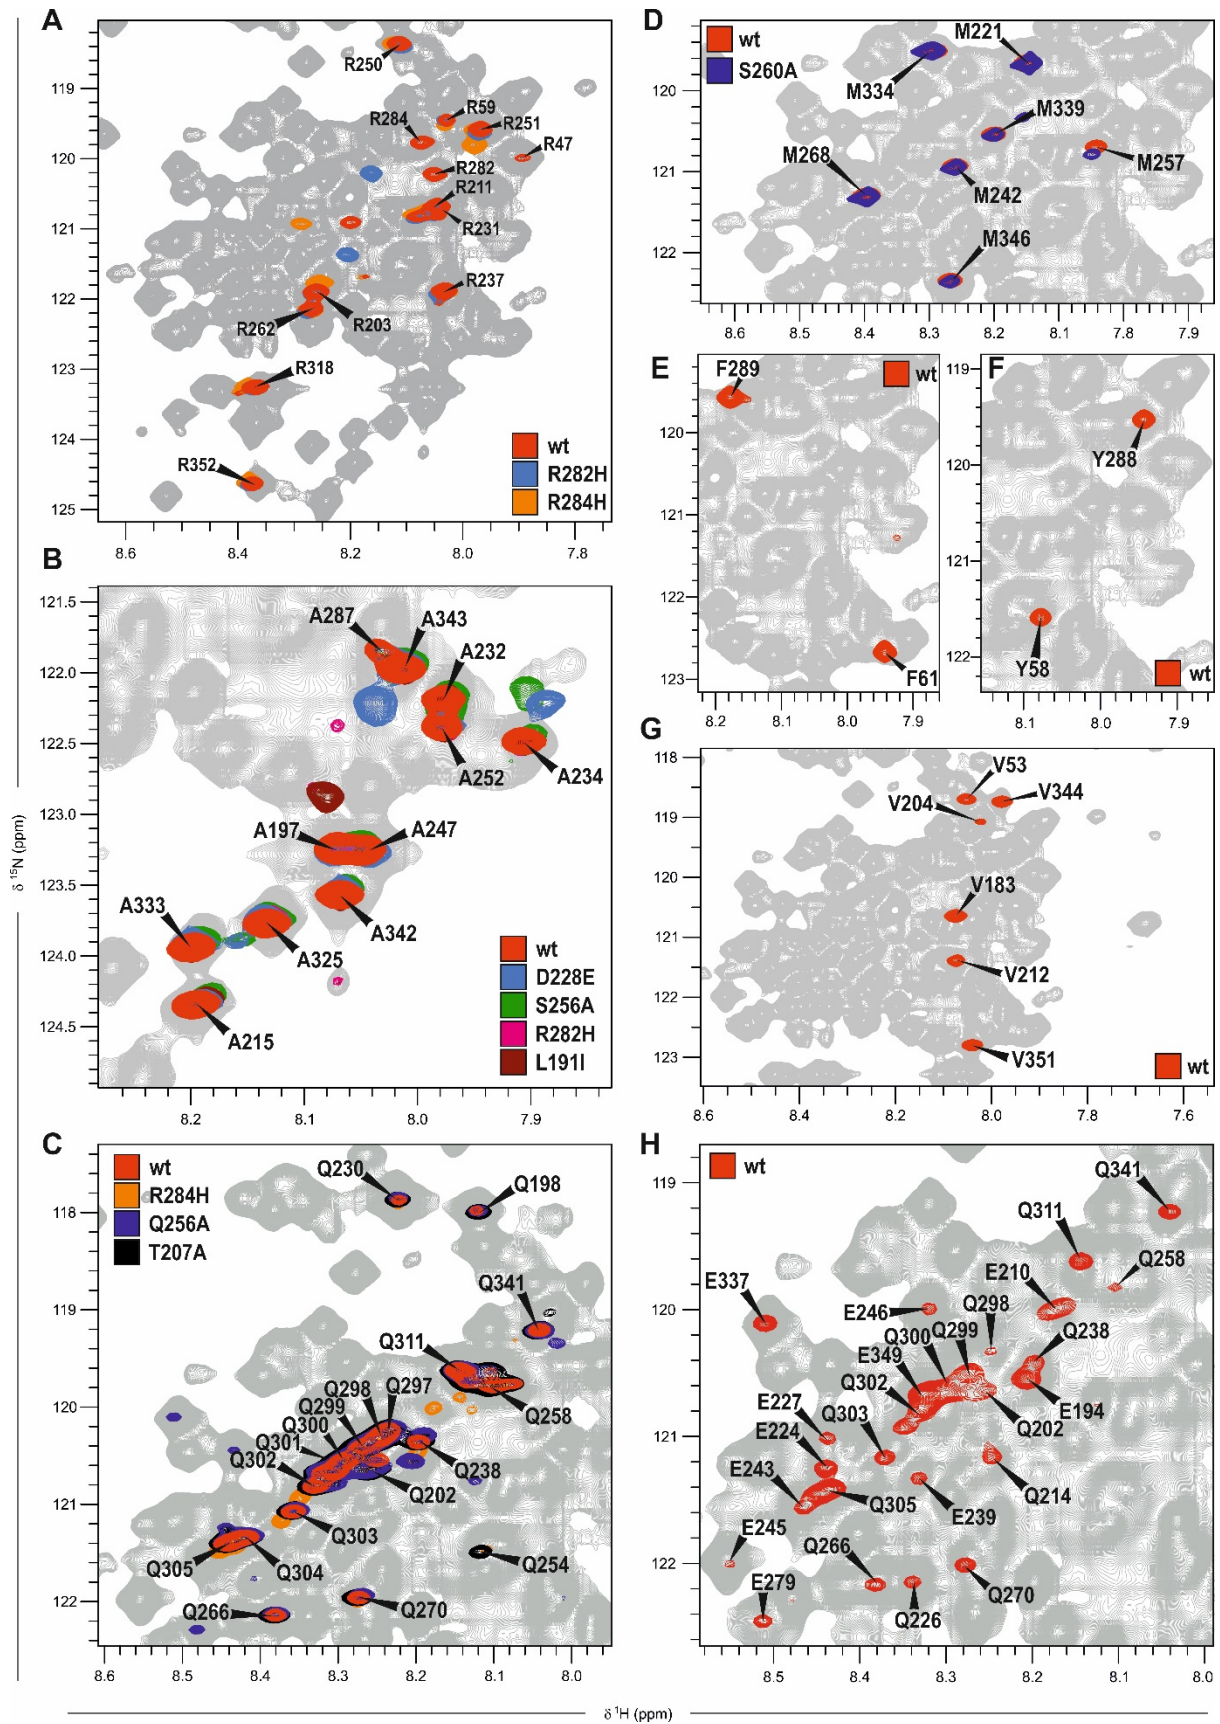 A
R250
R59
R284
R251
R47
R282
R211
R231
R237
R262
R203
R318
R352
wt
R282H
R284H
119
120
121
122
123
124
125
8.6
8.4
8.2
8.0
7.8
B
A287
A343
A232
A252
A234
A197
A247
A333
A342
A325
A215
wt
D228E
S256A
R282H
L191I
121.5
122.0
122.5
123.0
123.5
124.0
124.5
8.2
8.1
8.0
7.9
C
wt
R284H
Q256A
T207A
Q230
Q198
Q341
Q311
Q298
Q297
Q299
Q300
Q258
Q301
Q302
Q238
Q202
Q303
Q305
Q304
Q254
Q266
Q270
118
119
120
121
122
8.6
8.5
8.4
8.3
8.2
8.1
8.0
D
wt
S260A
M221
M334
M339
M268
M257
M242
M346
120
121
122
8.6
8.5
8.4
8.3
8.2
8.1
7.8
7.9
E
F289
wt
F61
120
121
122
123
8.2
8.1
8.0
7.9
F
Y288
Y58
wt
119
120
121
122
8.1
8.0
7.9
G
V53
V204
V344
V183
V212
V351
wt
118
119
120
121
122
123
8.6
8.4
8.2
8.0
7.8
7.6
H
wt
Q341
Q311
Q258
E210
E337
E246
Q298
Q300
Q299
Q238
E349
Q302
E227
Q303
E194
Q202
E224
E243
Q214
Q305
E239
E245
Q266
Q270
E279
Q226
119
120
121
122
8.5
8.4
8.3
8.2
8.1
8.0
δ ¹⁵N (ppm)
δ ¹H (ppm)